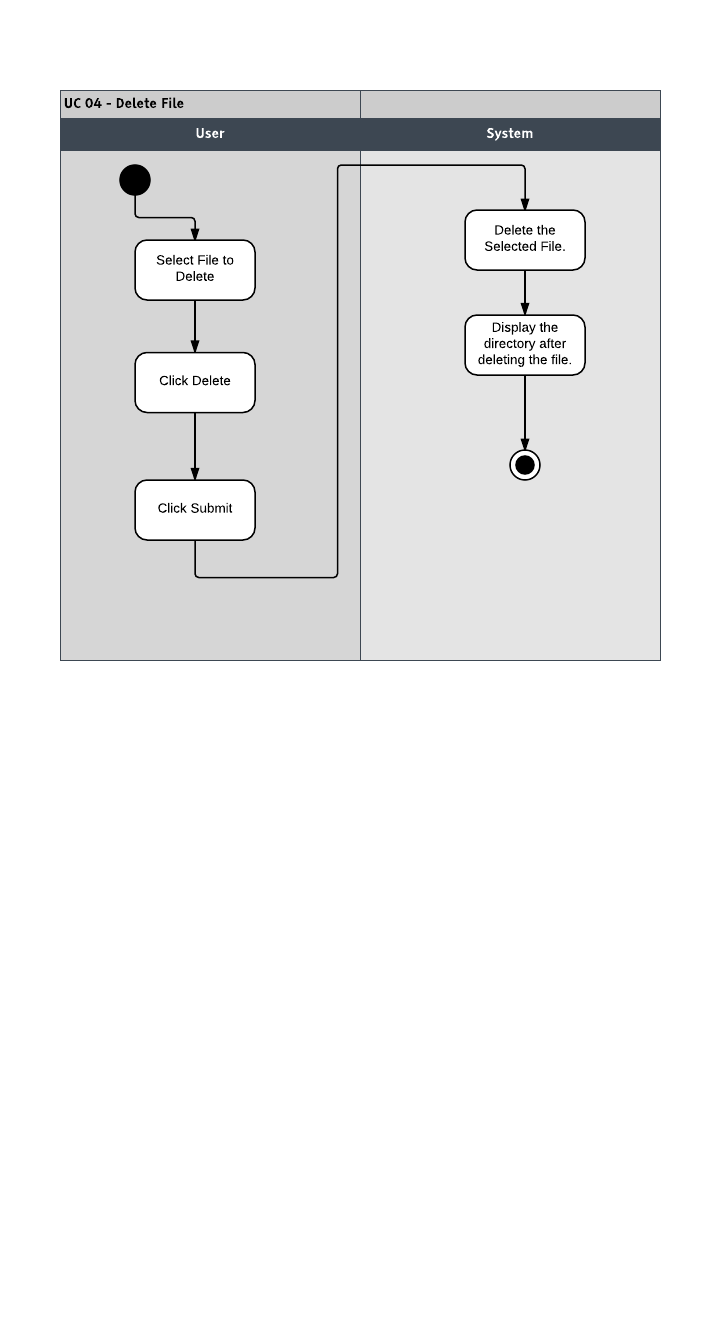 UC 04 - Delete File
User
System
Select File to
Delete
Click Delete
Click Submit
Delete the
Selected File.
Display the
directory after
deleting the file.